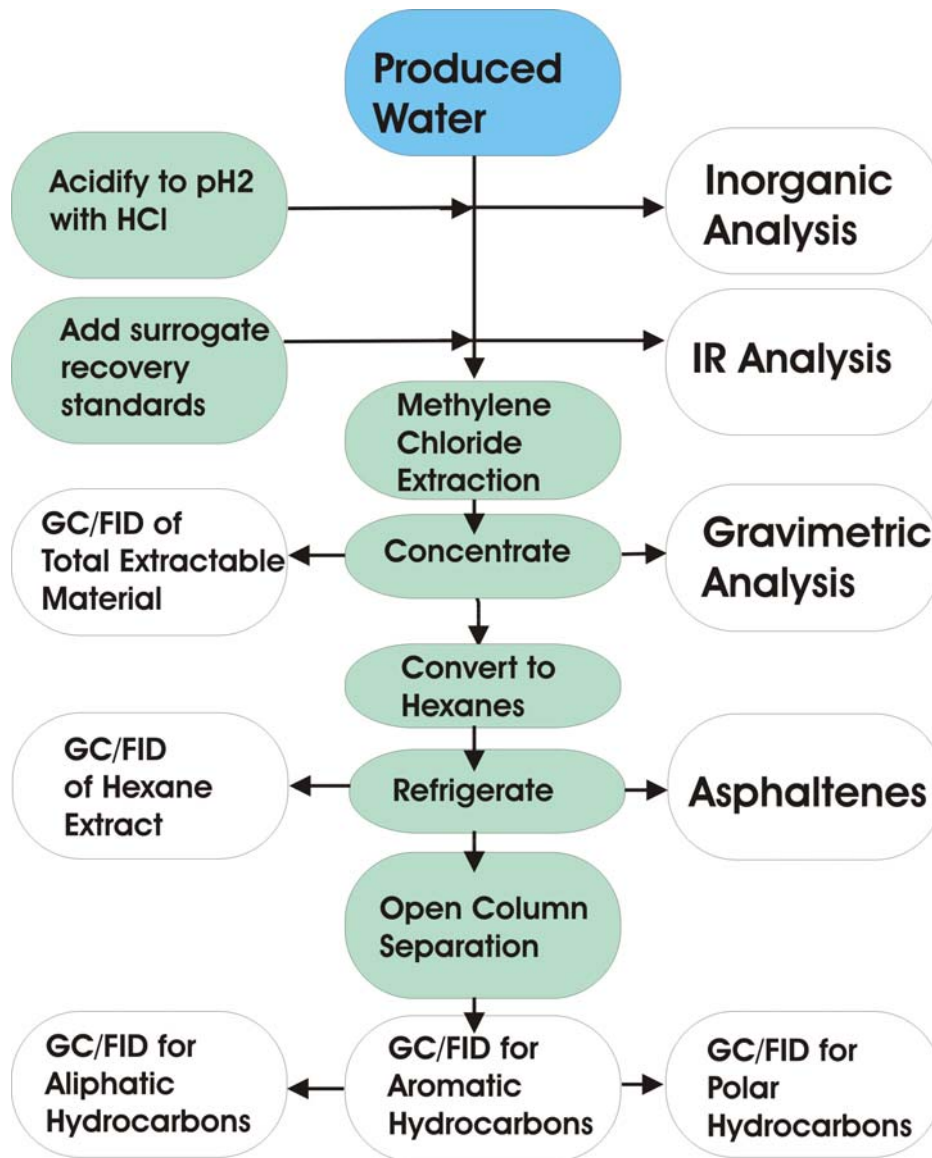 Produced
Water
Acidify to pH2
with HCl
Inorganic
Analysis
Add surrogate
recovery
standards
IR Analysis
Methylene
Chloride
Extraction
GC/FID of
Total Extractable
Material
Concentrate
Gravimetric
Analysis
Convert to
Hexanes
GC/FID
of Hexane
Extract
Refrigerate
Asphaltenes
Open Column
Separation
GC/FID for
Aliphatic
Hydrocarbons
GC/FID for
Aromatic
Hydrocarbons
GC/FID for
Polar
Hydrocarbons